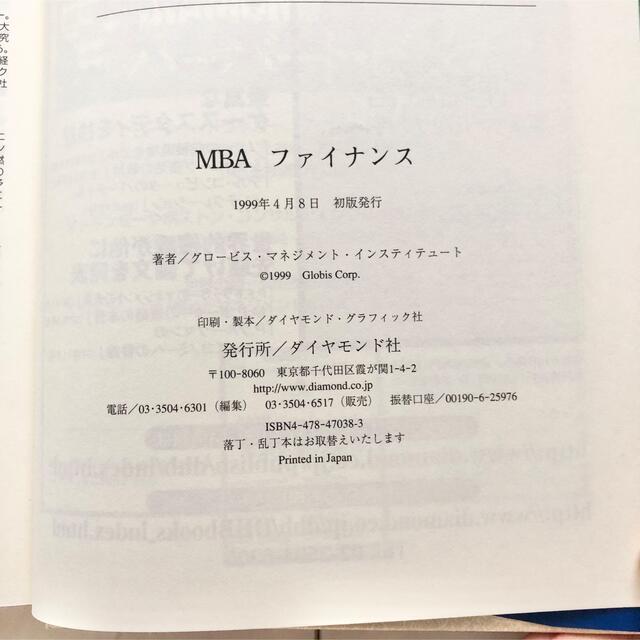 MBA ファイナンス
1999年4月8日　初版発行
著者／グロービス・マネジメント・インスティテュート
©1999　Globis Corp.
印刷・製本／ダイヤモンド・グラフィック社
発行所／ダイヤモンド社
〒100-8060　東京都千代田区霞が関1-4-2
http://www.diamond.co.jp
電話／03･3504･6301（編集）　03･3504･6517（販売）　振替口座／00190-6-25976
ISBN4-478-47038-3
落丁・乱丁本はお取替えいたします
Printed in Japan